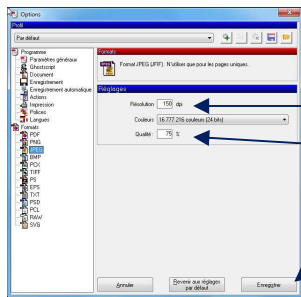 Options
Profil
Par défaut
Programme
Paramètres généraux
Ghostscript
Document
Enregistrement
Enregistrement automatique
Actions
Impression
Polices
Langues
Formats
PDF
PNG
JPEG
BMP
PCX
TIFF
PS
EPS
TXT
PSD
PCL
RAW
SVG
Formats
Format JPEG (JFIF). N'utiliser que pour les pages uniques.
Réglages
Résolution 150 dpi
Couleurs 16.777.216 couleurs (24 bits)
Qualité : 75 %
Annuler
Revenir aux réglages par défaut
Enregistrer